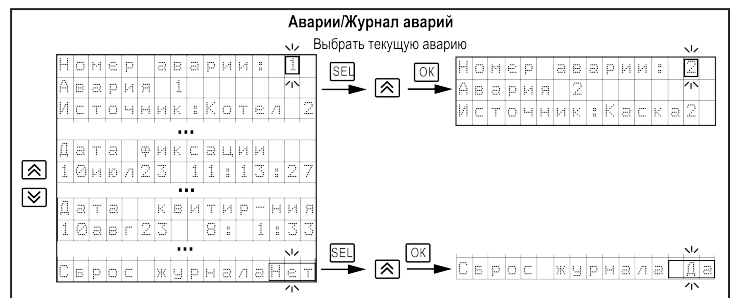 Аварии/Журнал аварий
Выбрать текущую аварию
Номер аварии: 1
Авария 1
Источник:Котел 2
...
Дата фиксации
10июл23 11:13:27
...
Дата квитир-ния
10авг23 8: 1:33
...
Сброс журналаНет
SEL
OK
Номер аварии: 2
Авария 2
Источник:Каска2
SEL
OK
Сброс журнала Да